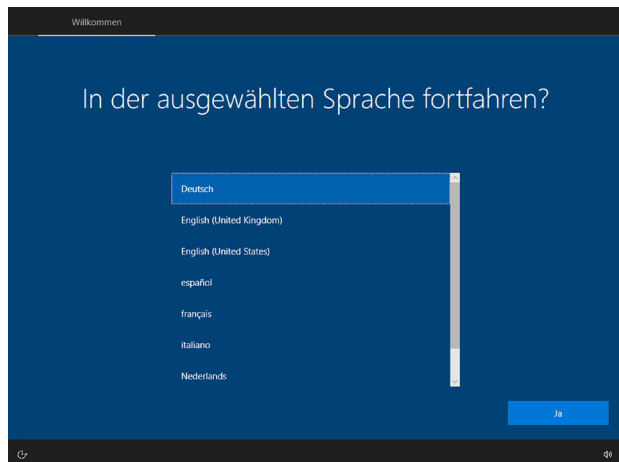 Willkommen
In der ausgewählten Sprache fortfahren?
Deutsch
English (United Kingdom)
English (United States)
español
français
italiano
Nederlands
Ja